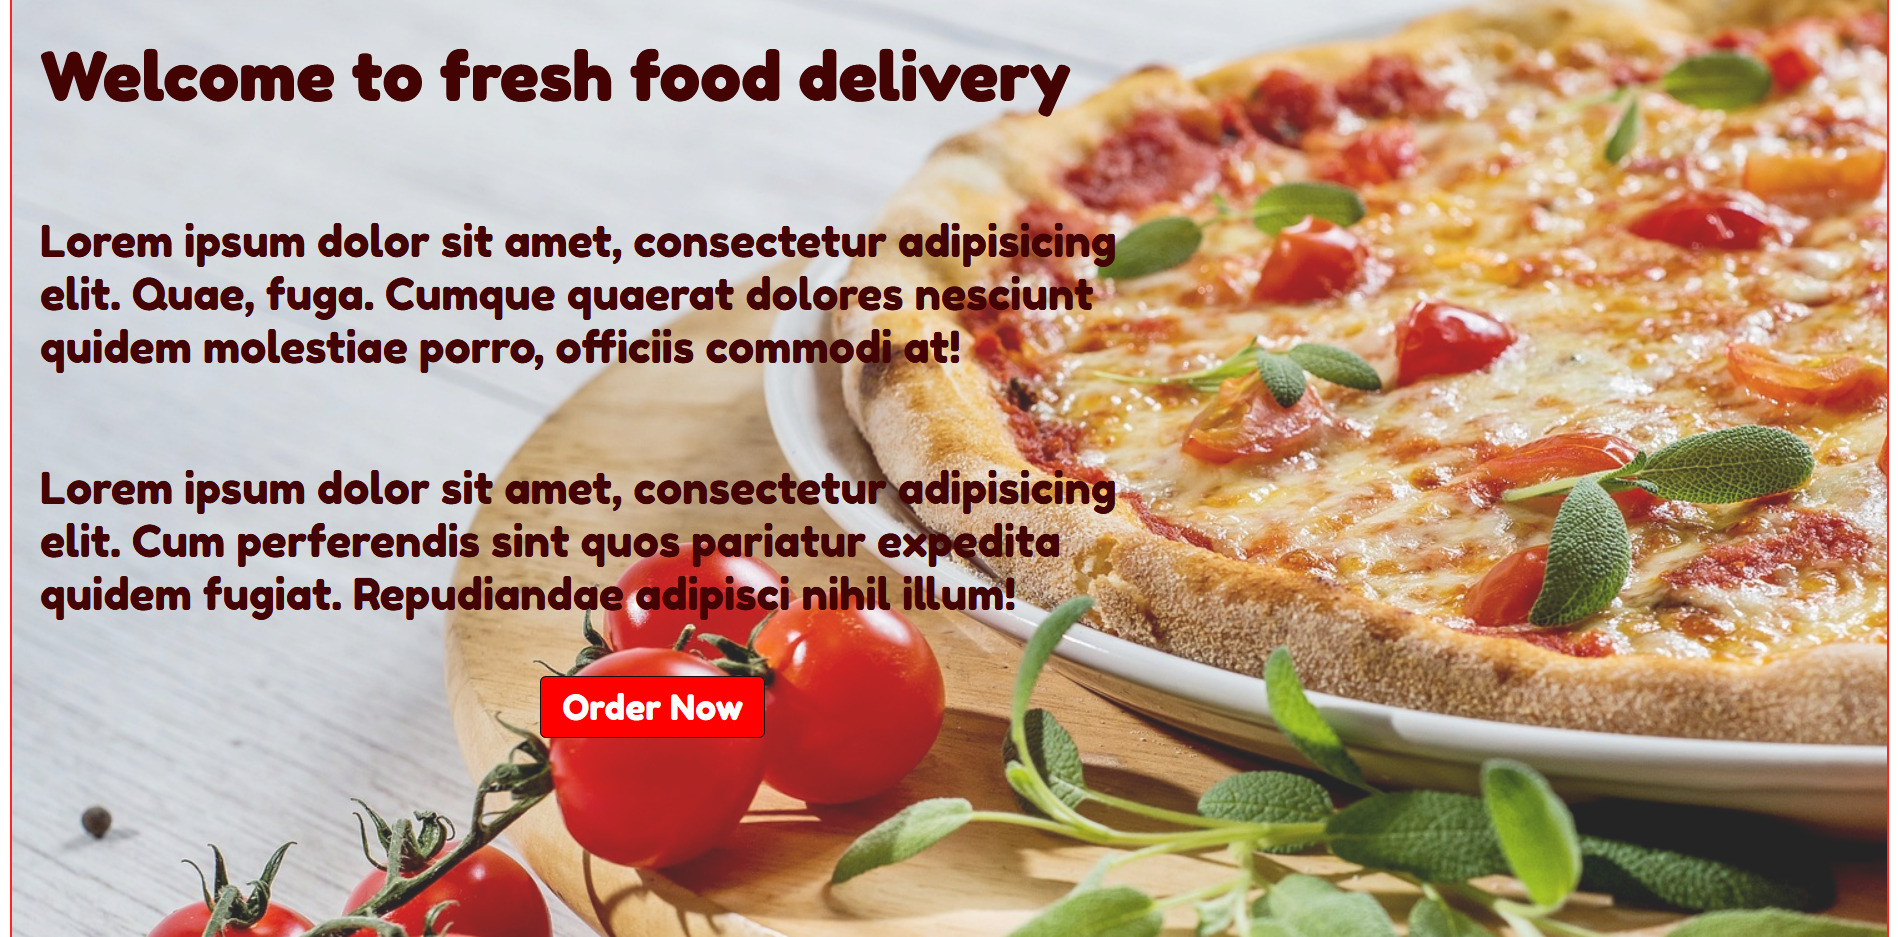 Welcome to fresh food delivery
Lorem ipsum dolor sit amet, consectetur adipisicing
elit. Quae, fuga. Cumque quaerat dolores nesciunt
quidem molestiae porro, officiis commodi at!
Lorem ipsum dolor sit amet, consectetur adipisicing
elit. Cum perferendis sint quos pariatur expedita
quidem fugiat. Repudiandae adipisci nihil illum!
Order Now